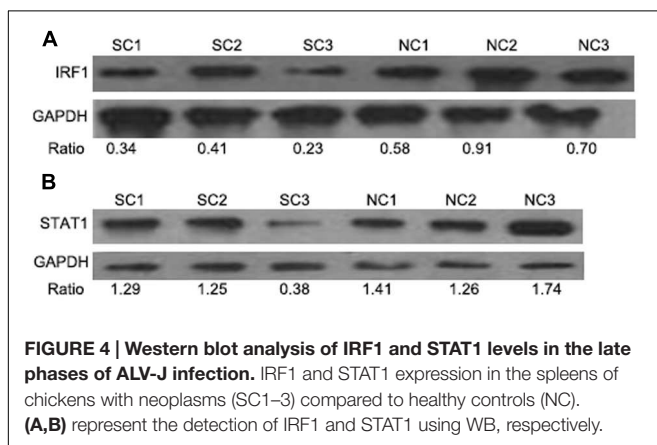 A
SC1 SC2 SC3 NC1 NC2 NC3
IRF1
GAPDH
Ratio 0.34 0.41 0.23 0.58 0.91 0.70
B
SC1 SC2 SC3 NC1 NC2 NC3
STAT1
GAPDH
Ratio 1.29 1.25 0.38 1.41 1.26 1.74
FIGURE 4 | Western blot analysis of IRF1 and STAT1 levels in the late
phases of ALV-J infection. IRF1 and STAT1 expression in the spleens of
chickens with neoplasms (SC1–3) compared to healthy controls (NC).
(A,B) represent the detection of IRF1 and STAT1 using WB, respectively.